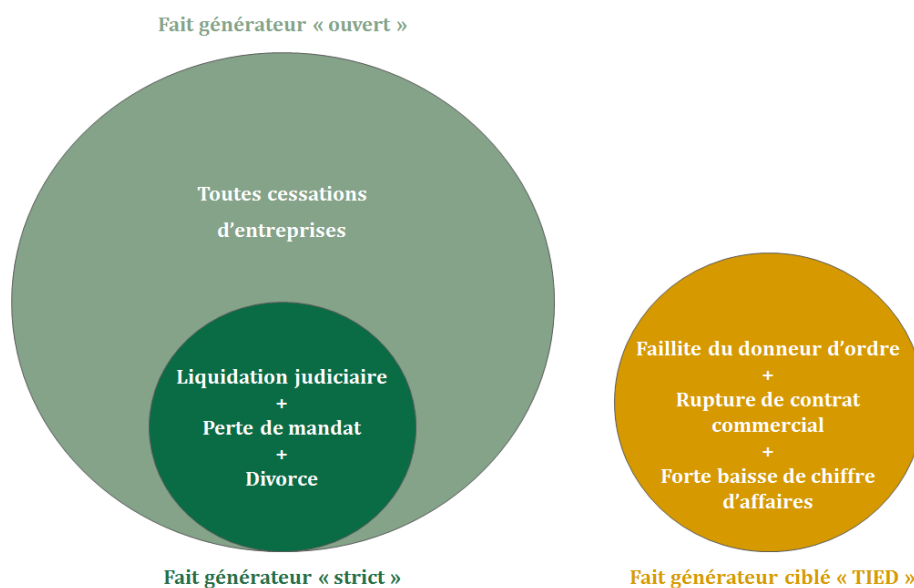 Fait générateur « ouvert »
Toutes cessations
d’entreprises
Liquidation judiciaire
+
Perte de mandat
+
Divorce
Fait générateur « strict »
Faillite du donneur d’ordre
+
Rupture de contrat
commercial
+
Forte baisse de chiffre
d’affaires
Fait générateur ciblé « TIED »